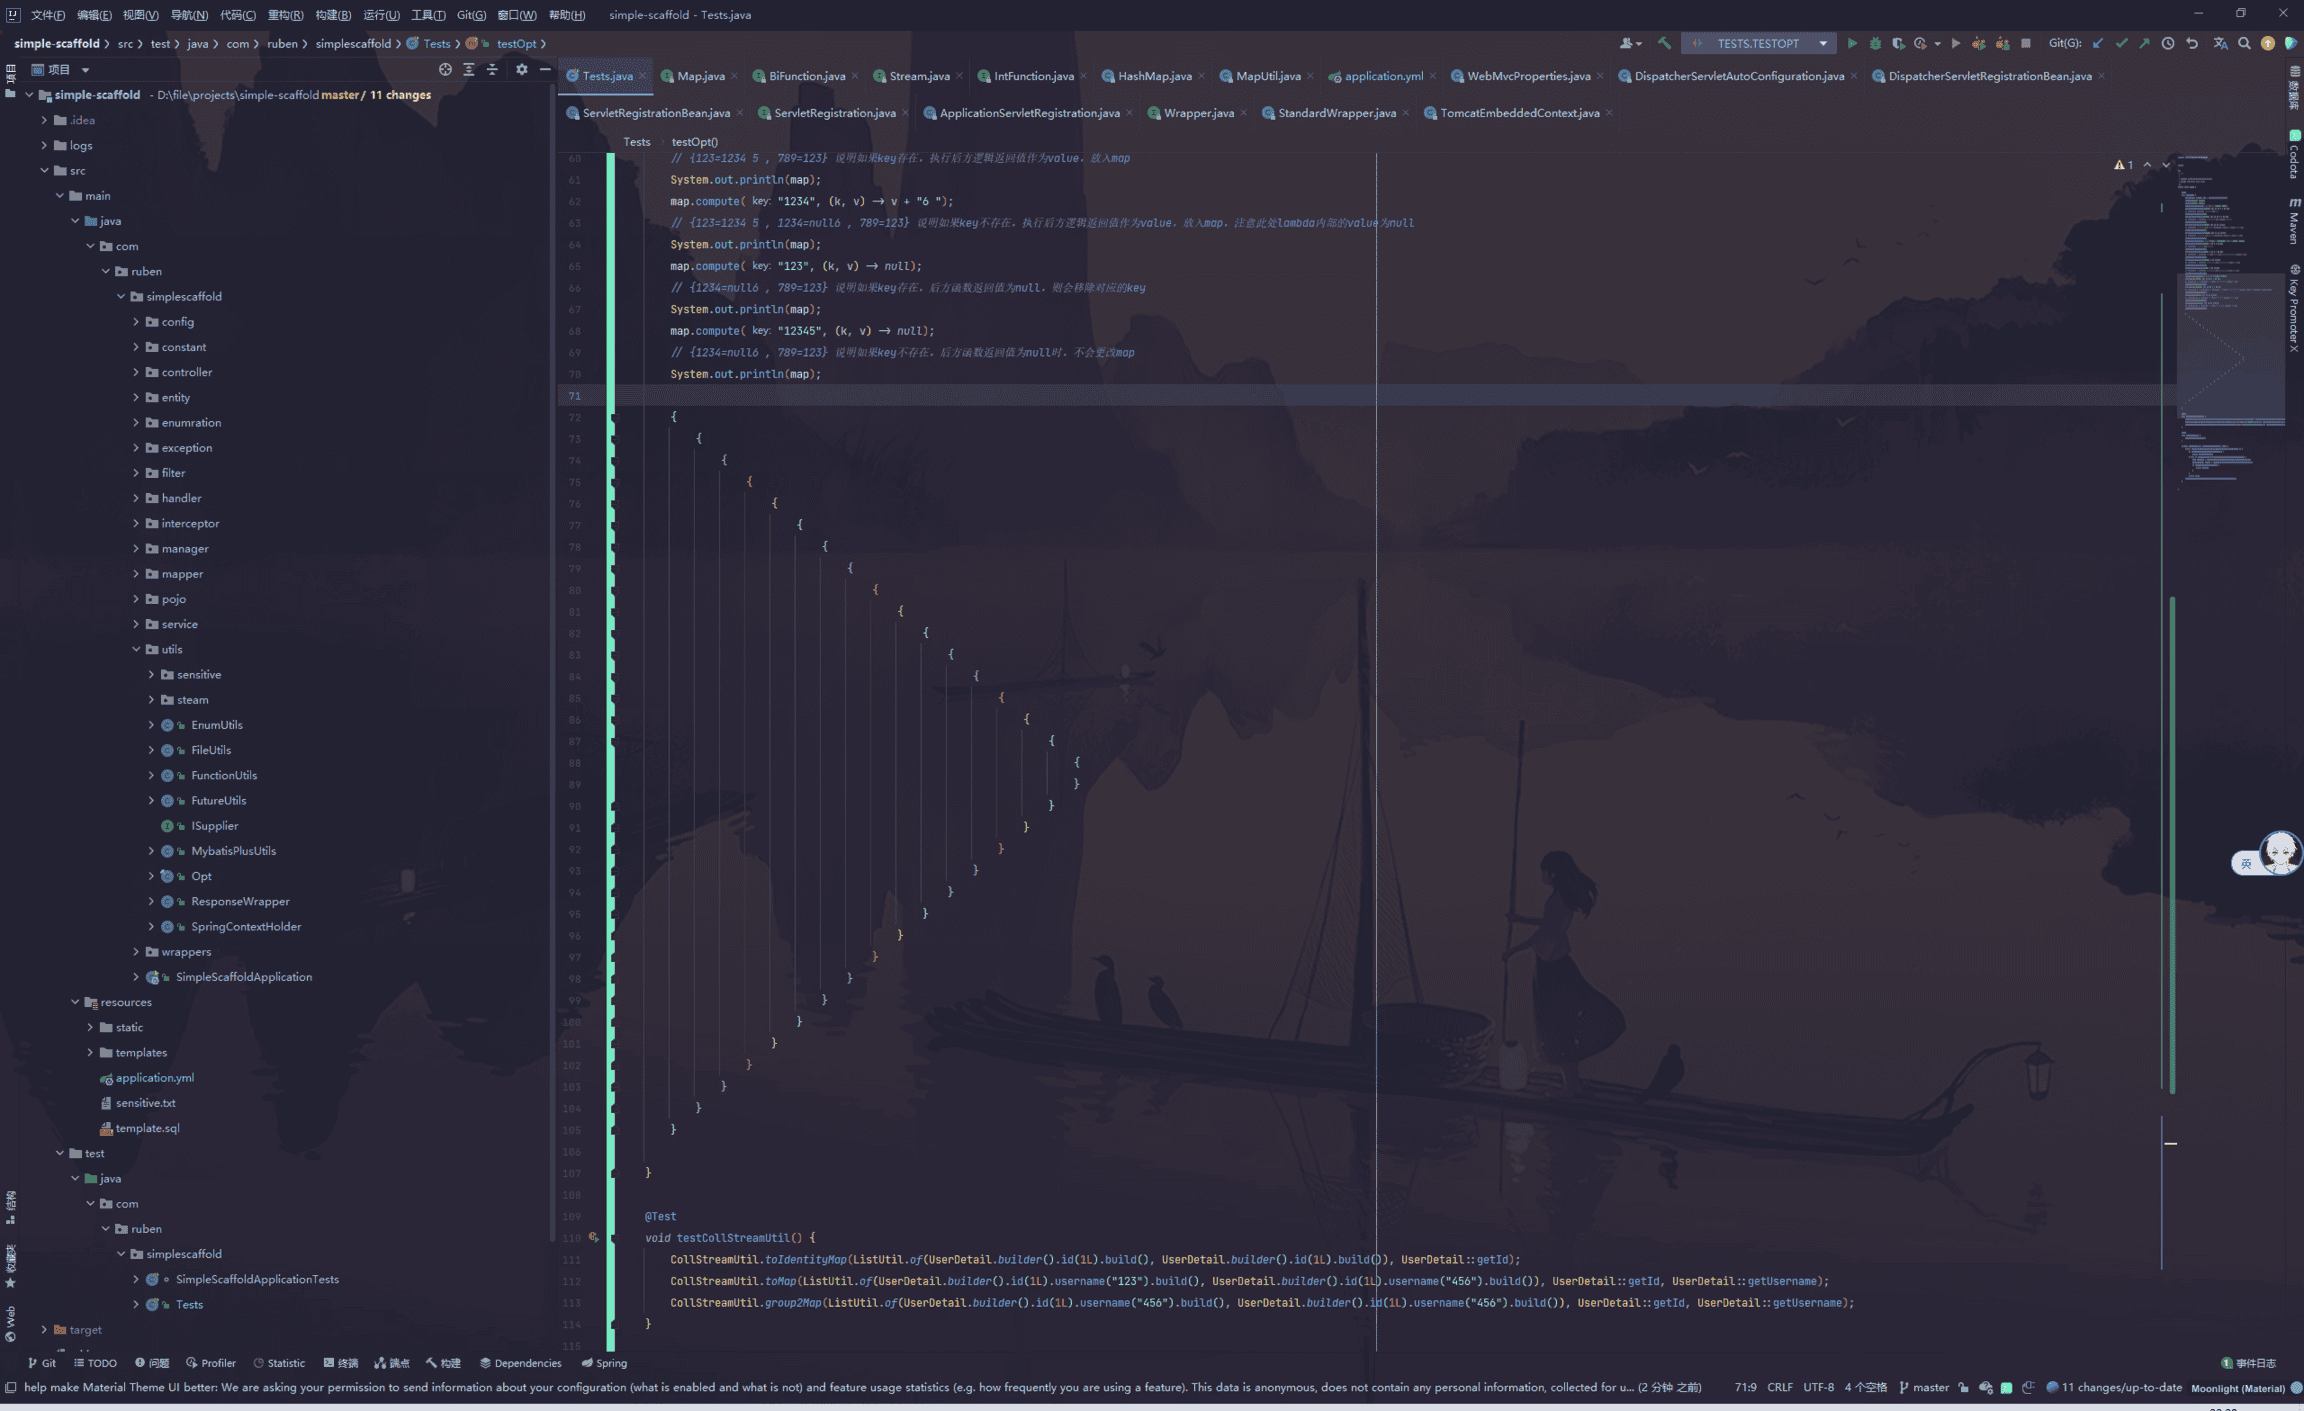 文件(F) 编辑(E) 视图(V) 导航(N) 代码(C) 重构(R) 构建(B) 运行(U) 工具(T) Git(G) 窗口(W) 帮助(H) simple-scaffold - Tests.java
simple-scaffold src test java com ruben simplescaffold Tests testOpt
TESTS.TESTOPT Git(G):
项目
simple-scaffold - D:\file\projects\simple-scaffold master / 11 changes
.idea
logs
src
main
java
com
ruben
simplescaffold
config
constant
controller
entity
enumration
exception
filter
handler
interceptor
manager
mapper
pojo
service
utils
sensitive
steam
EnumUtils
FileUtils
FunctionUtils
FutureUtils
ISupplier
MybatisPlusUtils
Opt
ResponseWrapper
SpringContextHolder
wrappers
SimpleScaffoldApplication
resources
static
templates
application.yml
sensitive.txt
template.sql
test
java
com
ruben
simplescaffold
SimpleScaffoldApplicationTests
Tests
target
Tests.java Map.java BiFunction.java Stream.java IntFunction.java HashMap.java MapUtil.java application.yml WebMvcProperties.java DispatcherServletAutoConfiguration.java DispatcherServletRegistrationBean.java
ServletRegistrationBean.java ServletRegistration.java ApplicationServletRegistration.java Wrapper.java StandardWrapper.java TomcatEmbeddedContext.java
Tests testOpt()
1
60 // {123=1234 5 , 789=123} 说明如果key存在，执行后方逻辑返回值作为value，放入map
61 System.out.println(map);
62 map.compute( key: "1234", (k, v) → v + "6 ");
63 // {123=1234 5 , 1234=null6 , 789=123} 说明如果key不存在，执行后方逻辑返回值作为value，放入map，注意此处lambda内部的value为null
64 System.out.println(map);
65 map.compute( key: "123", (k, v) → null);
66 // {1234=null6 , 789=123} 说明如果key存在，后方函数返回值为null，则会移除对应的key
67 System.out.println(map);
68 map.compute( key: "12345", (k, v) → null);
69 // {1234=null6 , 789=123} 说明如果key不存在，后方函数返回值为null时，不会更改map
70 System.out.println(map);
71
72 {
73 {
74 {
75 {
76 {
77 {
78 {
79 {
80 {
81 {
82 {
83 {
84 {
85 {
86 {
87 {
88 {
89 }
90 }
91 }
92 }
93 }
94 }
95 }
96 }
97 }
98 }
99 }
100 }
101 }
102 }
103 }
104 }
105 }
106
107 }
108
109 @Test
110 void testCollStreamUtil() {
111 CollStreamUtil.toIdentityMap(ListUtil.of(UserDetail.builder().id(1L).build(), UserDetail.builder().id(1L).build()), UserDetail::getId);
112 CollStreamUtil.toMap(ListUtil.of(UserDetail.builder().id(1L).username("123").build(), UserDetail.builder().id(1L).username("456").build()), UserDetail::getId, UserDetail::getUsername);
113 CollStreamUtil.group2Map(ListUtil.of(UserDetail.builder().id(1L).username("456").build(), UserDetail.builder().id(1L).username("456").build()), UserDetail::getId, UserDetail::getUsername);
114 }
115
项目
结构
收藏夹
Web
数据库
Codota
Maven
Key Promoter X
英
Git TODO 问题 Profiler Statistic 终端 端点 构建 Dependencies Spring 1 事件日志
help make Material Theme UI better: We are asking your permission to send information about your configuration (what is enabled and what is not) and feature usage statistics (e.g. how frequently you are using a feature). This data is anonymous, does not contain any personal information, collected for u... (2 分钟 之前) 71:9 CRLF UTF-8 4 个空格 master 11 changes/up-to-date Moonlight (Material)